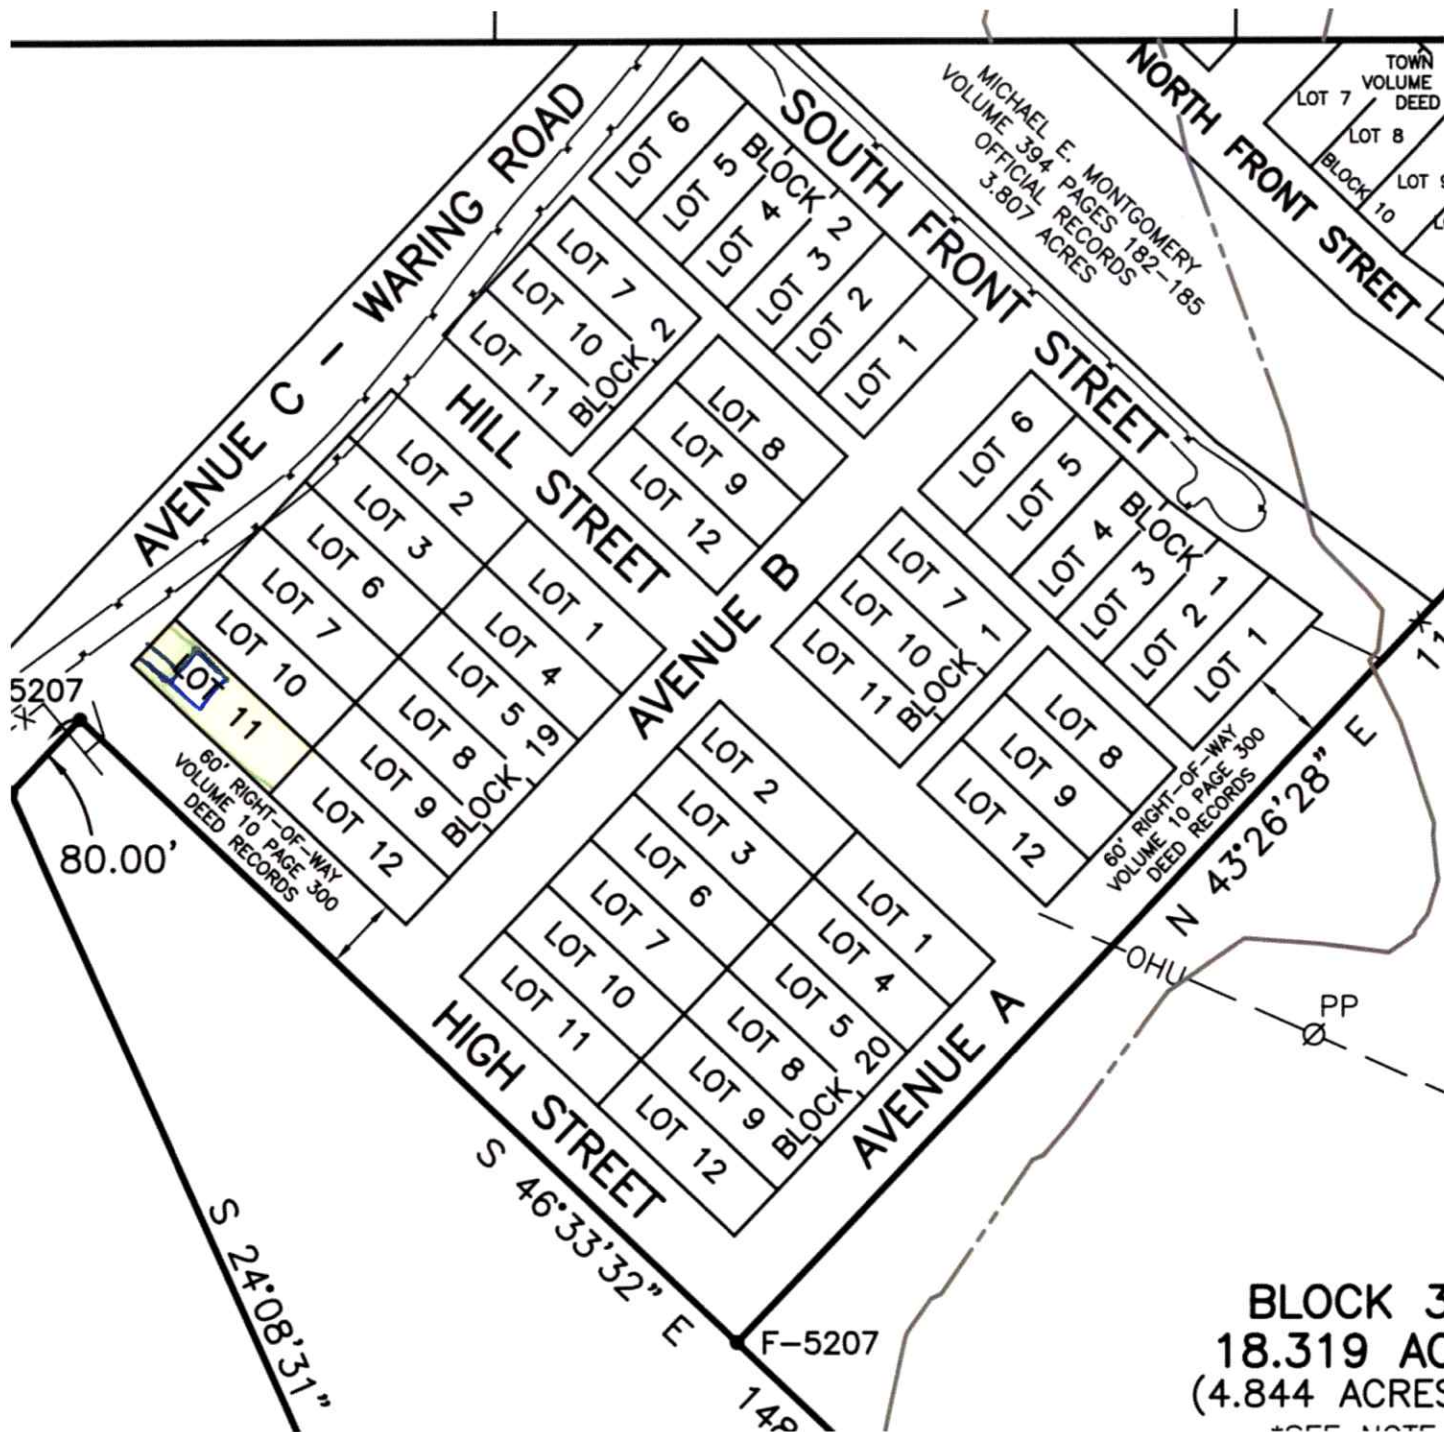 AVENUE C – WARING ROAD
SOUTH FRONT STREET
MICHAEL E. MONTGOMERY
VOLUME 394 PAGES 182–185
OFFICIAL RECORDS
3.807 ACRES
NORTH FRONT STREET
TOWN
VOLUME
DEED
LOT 7
LOT 8
LOT 9
BLOCK 10
LOT 6
LOT 5
LOT 4
LOT 3
LOT 2
LOT 1
BLOCK 2
LOT 7
LOT 10
LOT 11
BLOCK 2
LOT 8
LOT 9
LOT 12
HILL STREET
LOT 6
LOT 5
LOT 4
LOT 3
LOT 2
LOT 1
BLOCK 1
LOT 7
LOT 10
LOT 11
BLOCK 1
LOT 8
LOT 9
LOT 12
AVENUE B
LOT 2
LOT 3
LOT 6
LOT 7
LOT 10
LOT 11
LOT 1
LOT 4
LOT 5
LOT 8
LOT 9
LOT 12
BLOCK 19
5207
80.00'
60' RIGHT–OF–WAY
VOLUME 10 PAGE 300
DEED RECORDS
LOT 2
LOT 3
LOT 6
LOT 7
LOT 10
LOT 11
LOT 1
LOT 4
LOT 5
LOT 8
LOT 9
LOT 12
BLOCK 20
60' RIGHT–OF–WAY
VOLUME 10 PAGE 300
DEED RECORDS
N 43°26'28" E
11
OHU
PP
AVENUE A
HIGH STREET
S 46°33'32" E
S 24°08'31"
F–5207
148
BLOCK 3
18.319 AC
(4.844 ACRES